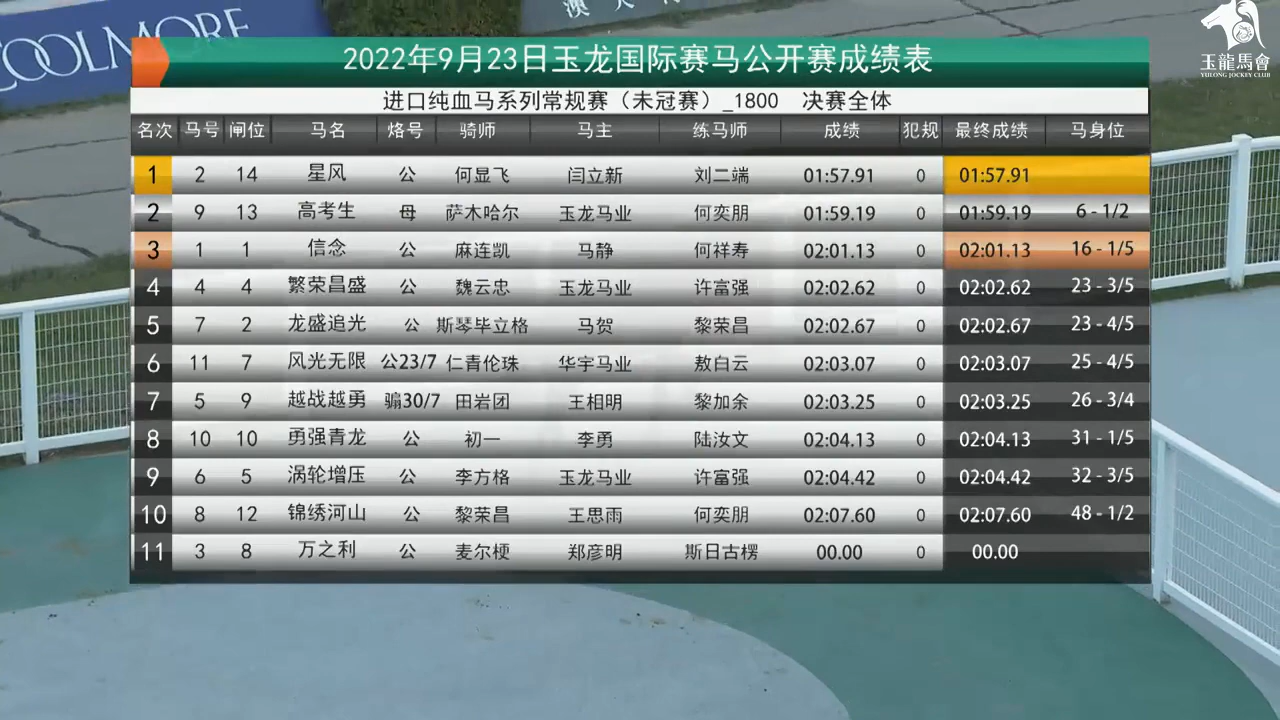 COOLMORE
玉龍馬會
YULONG JOCKEY CLUB
2022年9月23日玉龙国际赛马公开赛成绩表
进口纯血马系列常规赛（未冠赛）_1800 决赛全体
名次 马号 闸位 马名 烙号 骑师 马主 练马师 成绩 犯规 最终成绩 马身位
1 2 14 星风 公 何显飞 闫立新 刘二端 01:57.91 0 01:57.91
2 9 13 高考生 母 萨木哈尔 玉龙马业 何奕朋 01:59.19 0 01:59.19 6 - 1/2
3 1 1 信念 公 麻连凯 马静 何祥寿 02:01.13 0 02:01.13 16 - 1/5
4 4 4 繁荣昌盛 公 魏云忠 玉龙马业 许富强 02:02.62 0 02:02.62 23 - 3/5
5 7 2 龙盛追光 公 斯琴毕立格 马贺 黎荣昌 02:02.67 0 02:02.67 23 - 4/5
6 11 7 风光无限 公23/7 仁青伦珠 华宇马业 敖白云 02:03.07 0 02:03.07 25 - 4/5
7 5 9 越战越勇 骟30/7 田岩团 王相明 黎加余 02:03.25 0 02:03.25 26 - 3/4
8 10 10 勇强青龙 公 初一 李勇 陆汝文 02:04.13 0 02:04.13 31 - 1/5
9 6 5 涡轮增压 公 李方格 玉龙马业 许富强 02:04.42 0 02:04.42 32 - 3/5
10 8 12 锦绣河山 公 黎荣昌 王思雨 何奕朋 02:07.60 0 02:07.60 48 - 1/2
11 3 8 万之利 公 麦尔梗 郑彦明 斯日古楞 00.00 0 00.00